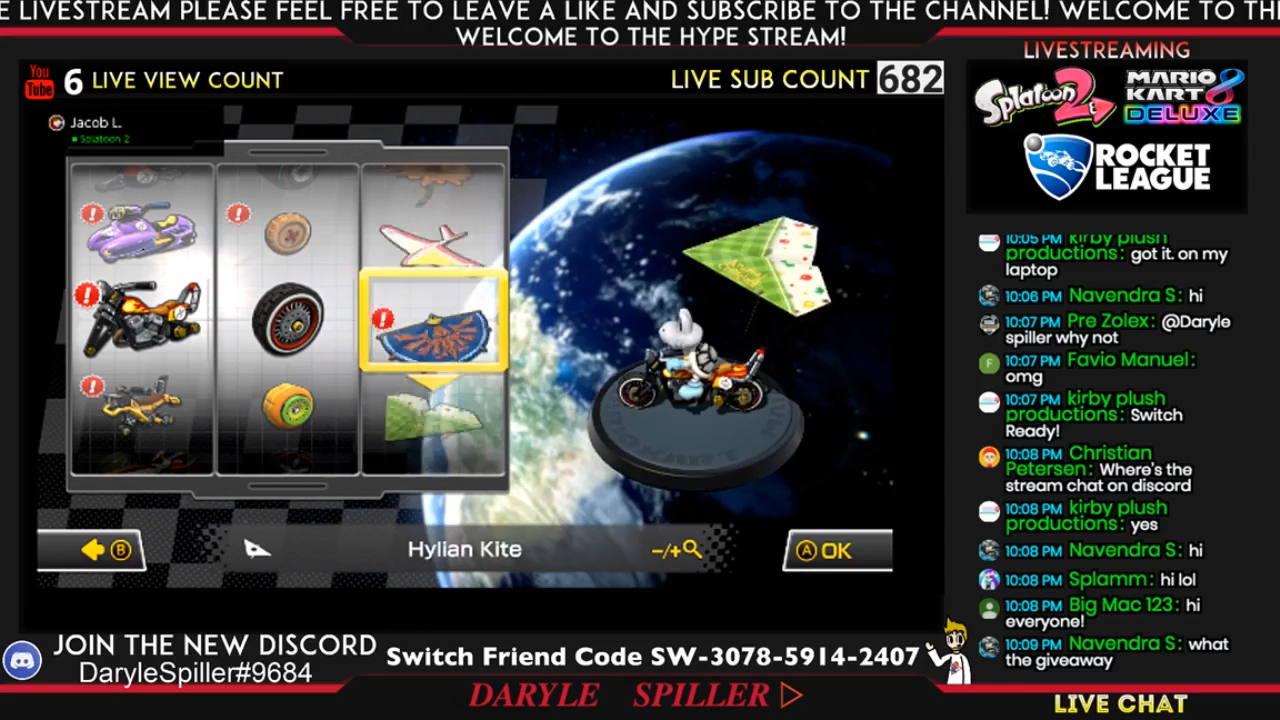 E LIVESTREAM PLEASE FEEL FREE TO LEAVE A LIKE AND SUBSCRIBE TO THE CHANNEL! WELCOME TO THE
WELCOME TO THE HYPE STREAM!
You Tube 6 LIVE VIEW COUNT
LIVE SUB COUNT 682
Jacob L.
Splatoon 2
Hylian Kite
B
-/+
A OK
JOIN THE NEW DISCORD
DaryleSpiller#9684
Switch Friend Code SW-3078-5914-2407
DARYLE SPILLER
LIVESTREAMING
Splatoon 2
MARIO KART 8 DELUXE
ROCKET LEAGUE
10:05 PM kirby plush
productions: got it. on my
laptop
10:06 PM Navendra S: hi
10:07 PM Pre Zolex: @Daryle
spiller why not
10:07 PM Favio Manuel:
omg
10:07 PM kirby plush
productions: Switch
Ready!
10:08 PM Christian
Petersen: Where's the
stream chat on discord
10:08 PM kirby plush
productions: yes
10:08 PM Navendra S: hi
10:08 PM Splamm: hi lol
10:08 PM Big Mac 123: hi
everyone!
10:09 PM Navendra S: what
the giveaway
LIVE CHAT